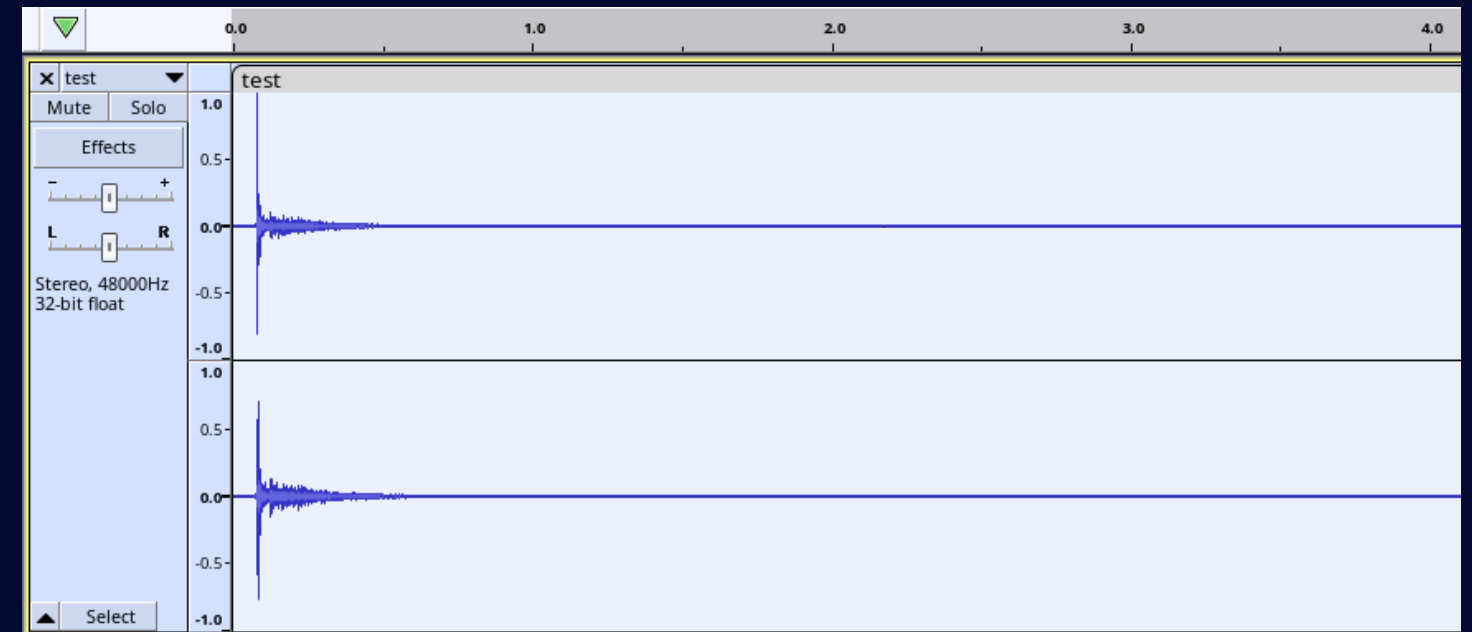 0.0 1.0 2.0 3.0 4.0
× test
test
Mute Solo
Effects
- +
L R
Stereo, 48000Hz
32-bit float
Select
1.0
0.5-
0.0-
-0.5-
-1.0
1.0
0.5-
0.0-
-0.5-
-1.0